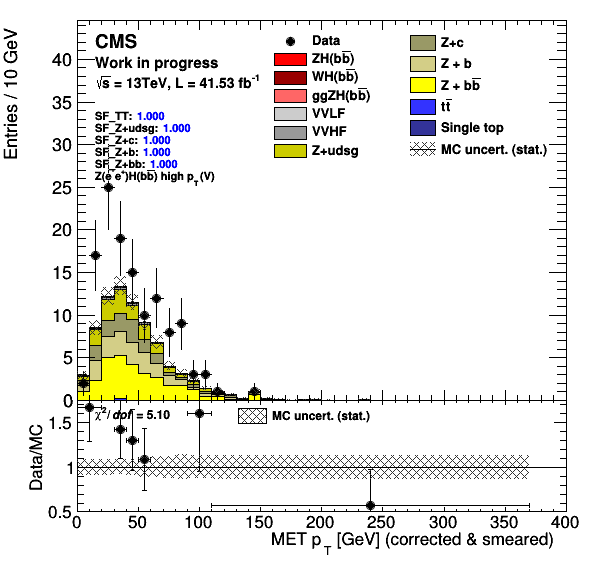 Entries / 10 GeV
40
35
30
25
20
15
10
5
0
CMS
Work in progress
√s = 13TeV, L = 41.53 fb⁻¹
SF_TT: 1.000
SF_Z+udsg: 1.000
SF_Z+c: 1.000
SF_Z+b: 1.000
SF_Z+bb: 1.000
Z(e⁻e⁺)H(bb̅) high p_T(V)
Data
ZH(bb̅)
WH(bb̅)
ggZH(bb̅)
VVLF
VVHF
Z+udsg
Z+c
Z + b
Z + bb̅
tt̅
Single top
MC uncert. (stat.)
Data/MC
1.5
1
0.5
χ²/dof = 5.10
MC uncert. (stat.)
0 50 100 150 200 250 300 350 400
MET p_T [GeV] (corrected & smeared)